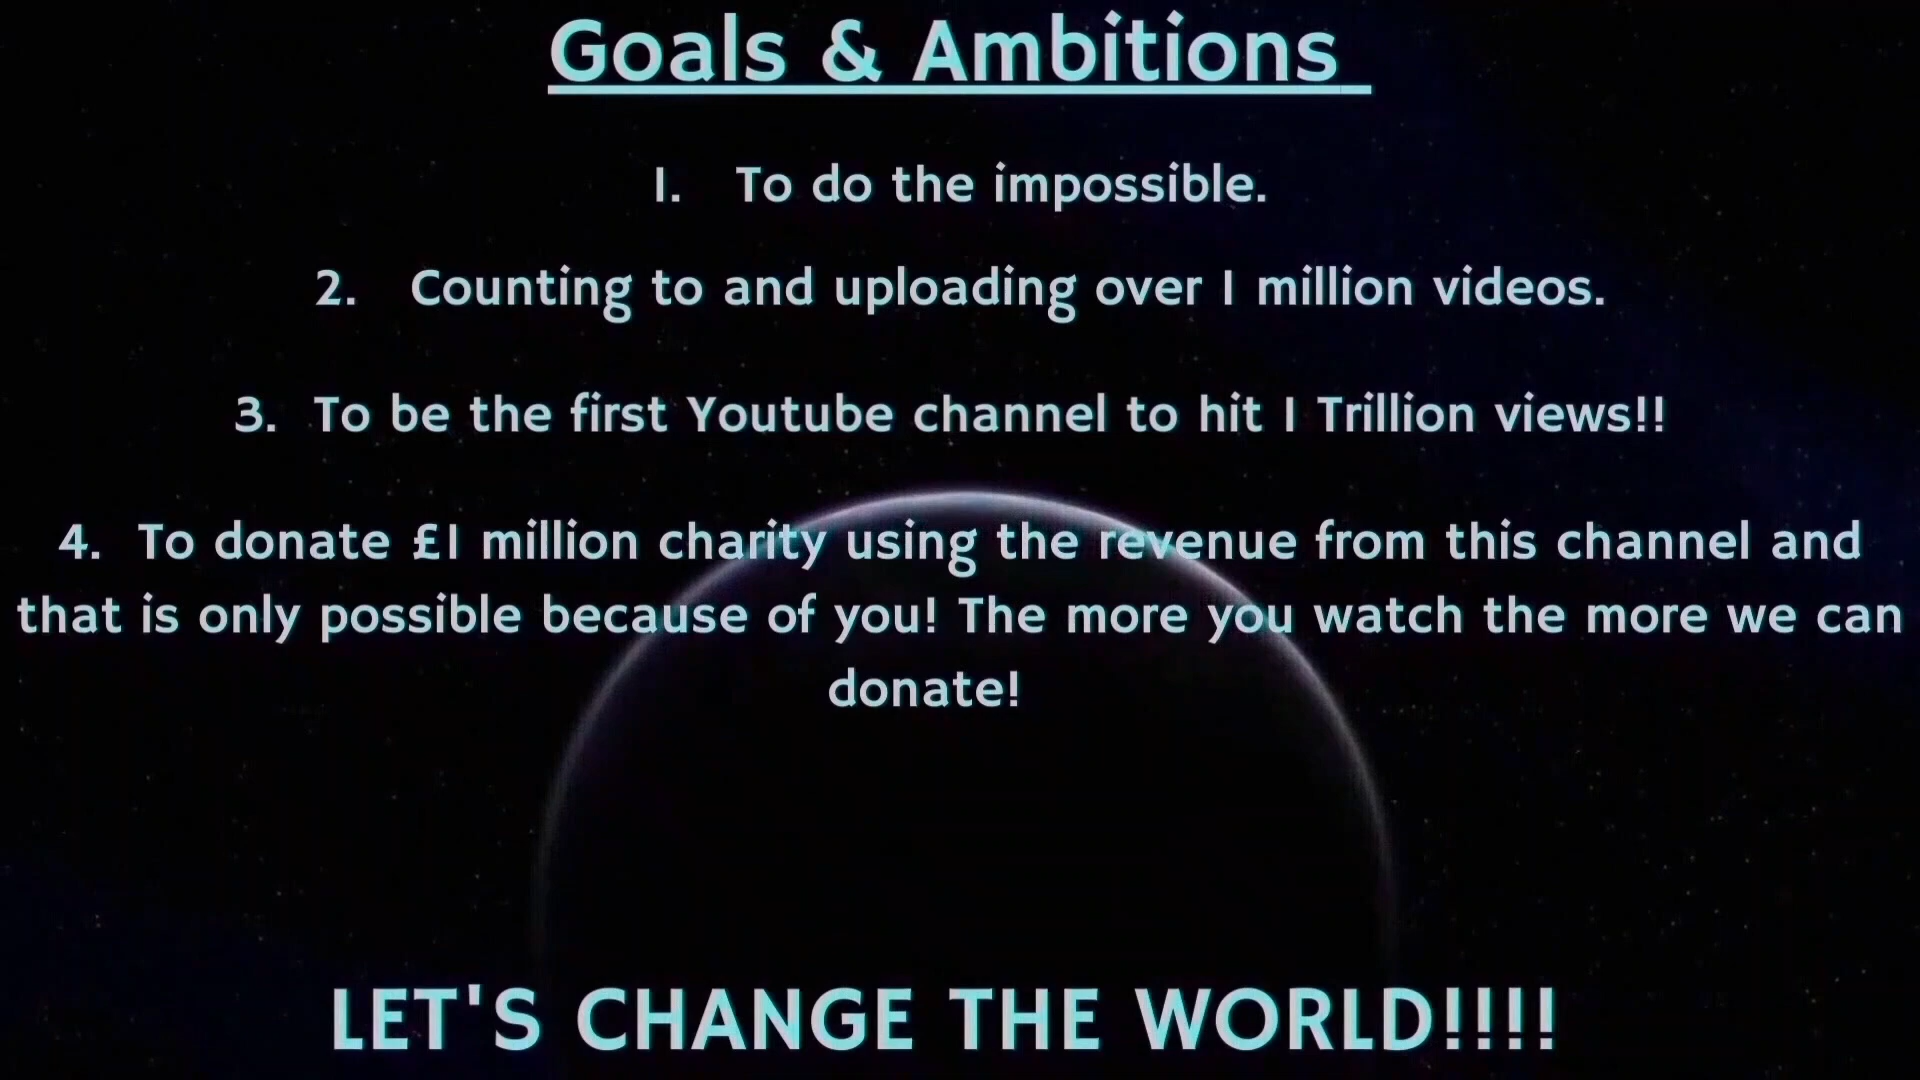 Goals & Ambitions
1. To do the impossible.
2. Counting to and uploading over 1 million videos.
3. To be the first Youtube channel to hit 1 Trillion views!!
4. To donate £1 million charity using the revenue from this channel and
that is only possible because of you! The more you watch the more we can
donate!
LET'S CHANGE THE WORLD!!!!